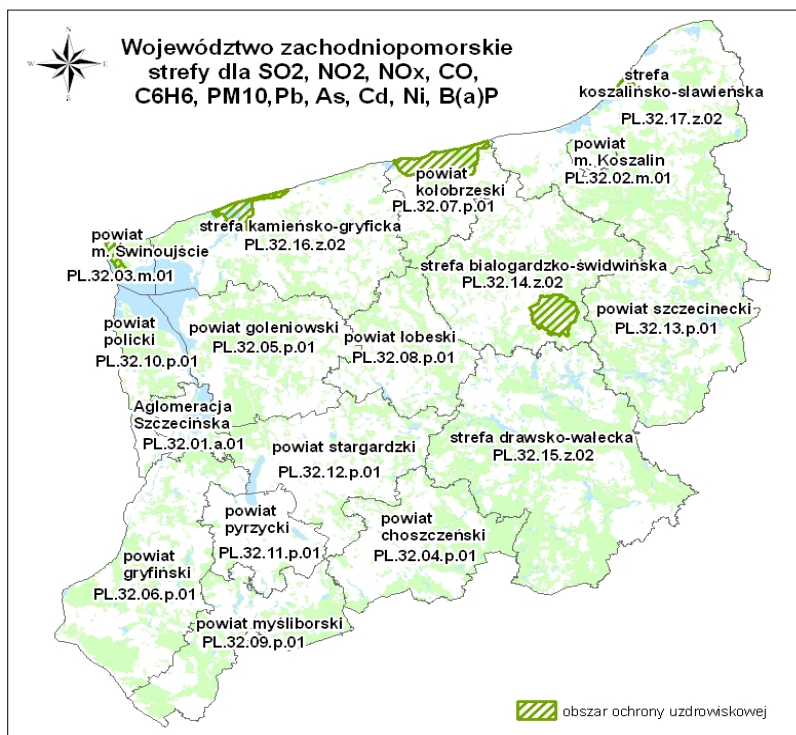 Województwo zachodniopomorskie
strefy dla SO2, NO2, NOx, CO,
C6H6, PM10,Pb, As, Cd, Ni, B(a)P
N
W
E
S
strefa
koszalińsko-sławieńska
PL.32.17.z.02
powiat
m. Koszalin
PL.32.02.m.01
powiat
kołobrzeski
PL.32.07.p.01
strefa kamieńsko-gryficka
PL.32.16.z.02
powiat
m. Świnoujście
PL.32.03.m.01
strefa białogardzko-świdwińska
PL.32.14.z.02
powiat szczecinecki
PL.32.13.p.01
powiat
policki
PL.32.10.p.01
powiat goleniowski
PL.32.05.p.01
powiat łobeski
PL.32.08.p.01
Aglomeracja
Szczecińska
PL.32.01.a.01
powiat stargardzki
PL.32.12.p.01
strefa drawsko-wałecka
PL.32.15.z.02
powiat
pyrzycki
PL.32.11.p.01
powiat
choszczeński
PL.32.04.p.01
powiat
gryfiński
PL.32.06.p.01
powiat myśliborski
PL.32.09.p.01
obszar ochrony uzdrowiskowej